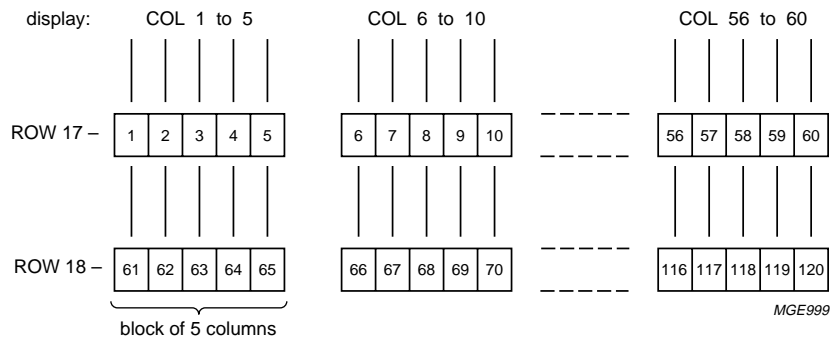 display: COL 1 to 5 COL 6 to 10 COL 56 to 60
ROW 17 – 1 2 3 4 5 6 7 8 9 10 56 57 58 59 60
ROW 18 – 61 62 63 64 65 66 67 68 69 70 116 117 118 119 120
MGE999
block of 5 columns